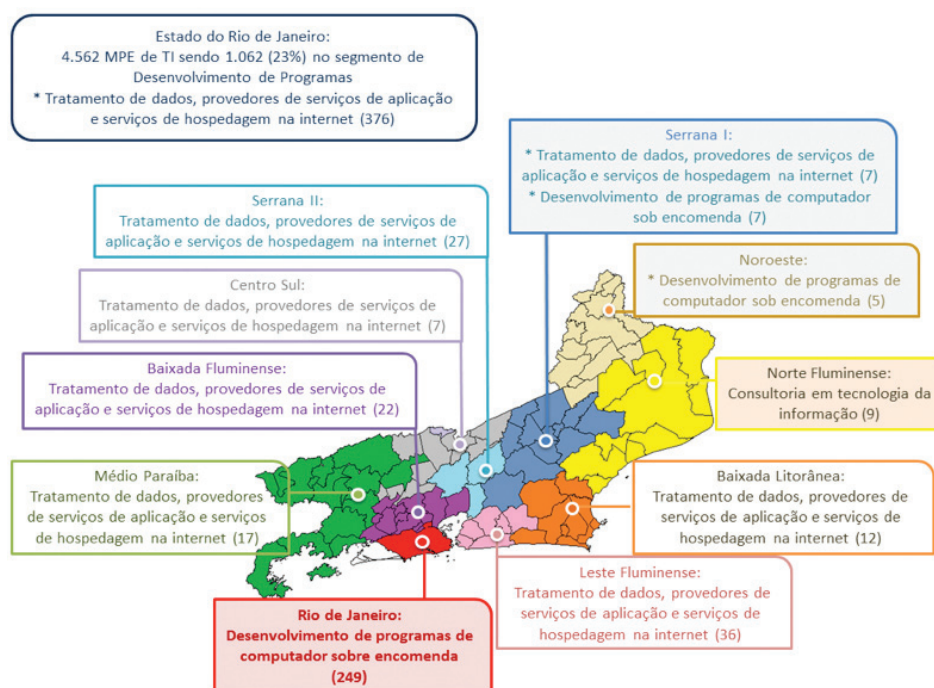 Estado do Rio de Janeiro:
4.562 MPE de TI sendo 1.062 (23%) no segmento de
Desenvolvimento de Programas
* Tratamento de dados, provedores de serviços de aplicação
e serviços de hospedagem na internet (376)
Serrana I:
* Tratamento de dados, provedores de serviços de
aplicação e serviços de hospedagem na internet (7)
* Desenvolvimento de programas de computador
sob encomenda (7)
Serrana II:
Tratamento de dados, provedores de serviços de
aplicação e serviços de hospedagem na internet (27)
Noroeste:
* Desenvolvimento de programas de
computador sob encomenda (5)
Centro Sul:
Tratamento de dados, provedores de serviços de
aplicação e serviços de hospedagem na internet (7)
Baixada Fluminense:
Tratamento de dados, provedores de serviços de
aplicação e serviços de hospedagem na internet (22)
Norte Fluminense:
Consultoria em tecnologia da
informação (9)
Médio Paraíba:
Tratamento de dados, provedores
de serviços de aplicação e serviços
de hospedagem na internet (17)
Baixada Litorânea:
Tratamento de dados, provedores de
serviços de aplicação e serviços de
hospedagem na internet (12)
Leste Fluminense:
Tratamento de dados, provedores de
serviços de aplicação e serviços de
hospedagem na internet (36)
Rio de Janeiro:
Desenvolvimento de programas de
computador sobre encomenda
(249)